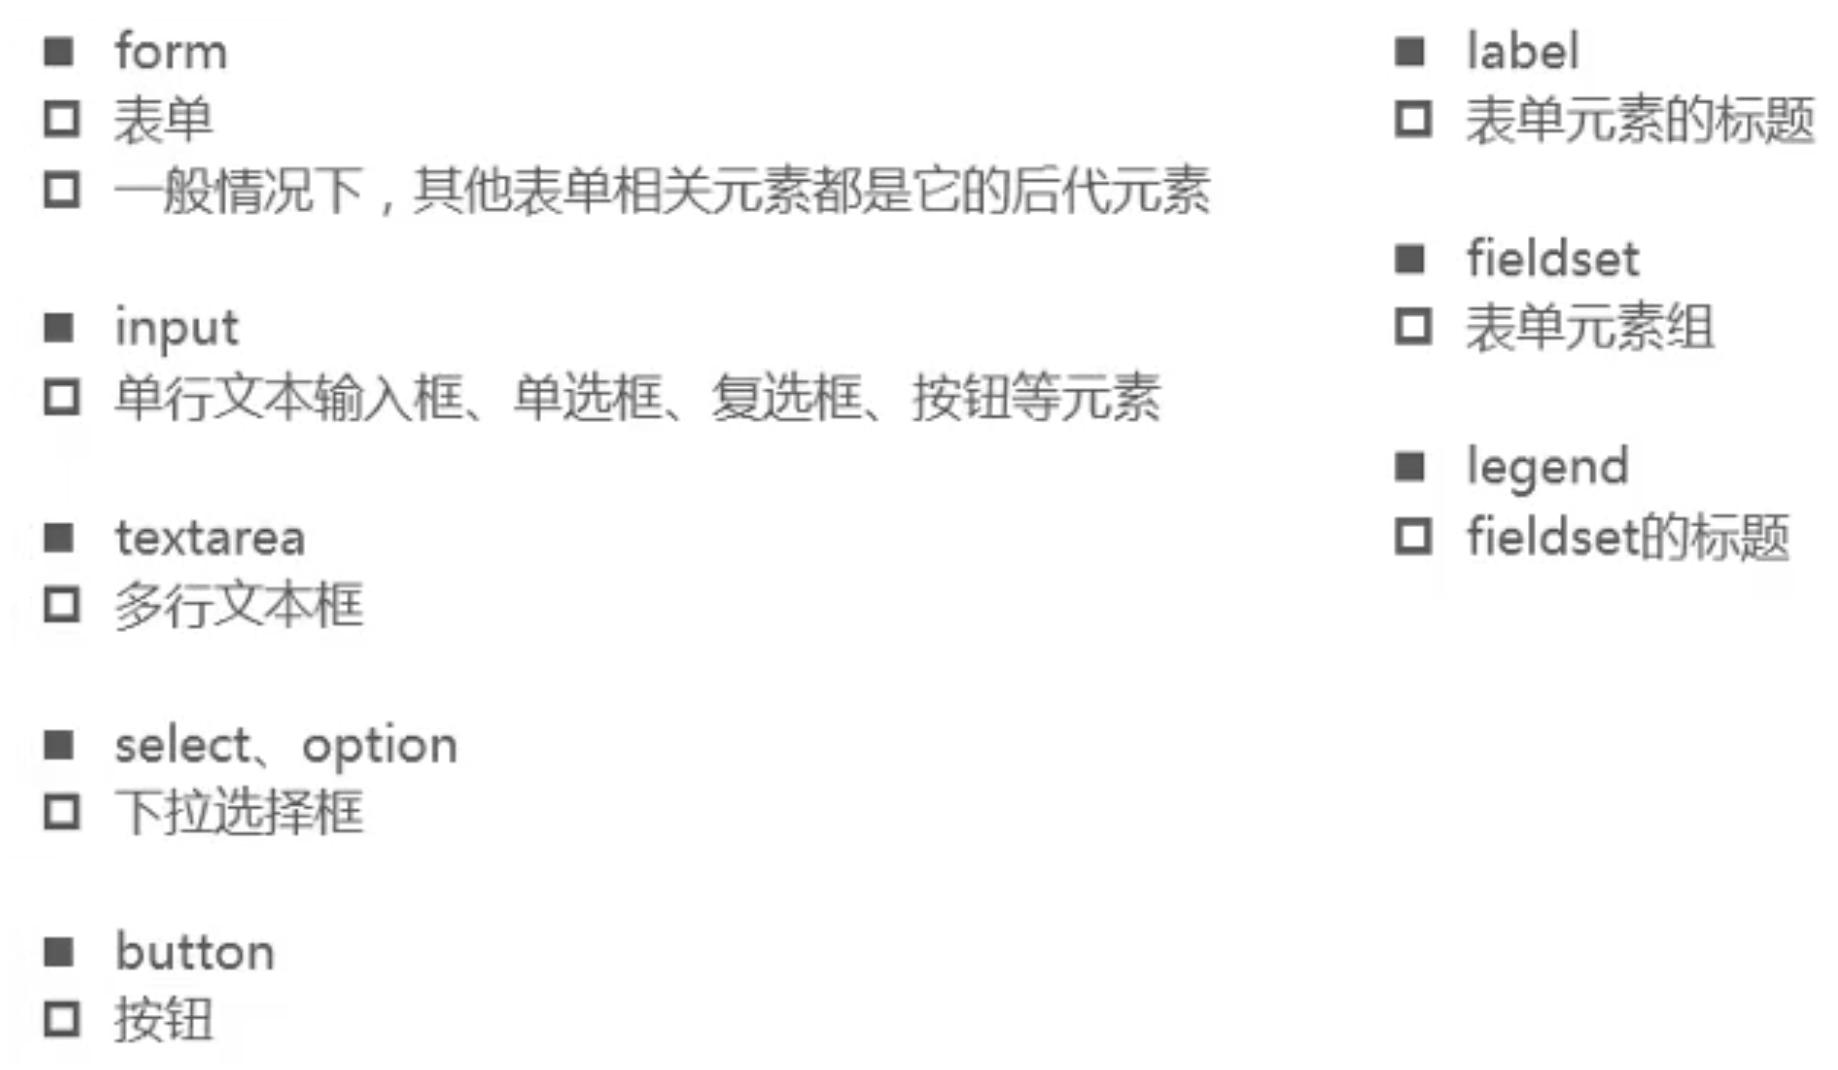 form
表单
一般情况下，其他表单相关元素都是它的后代元素
input
单行文本输入框、单选框、复选框、按钮等元素
textarea
多行文本框
select、option
下拉选择框
button
按钮
label
表单元素的标题
fieldset
表单元素组
legend
fieldset的标题